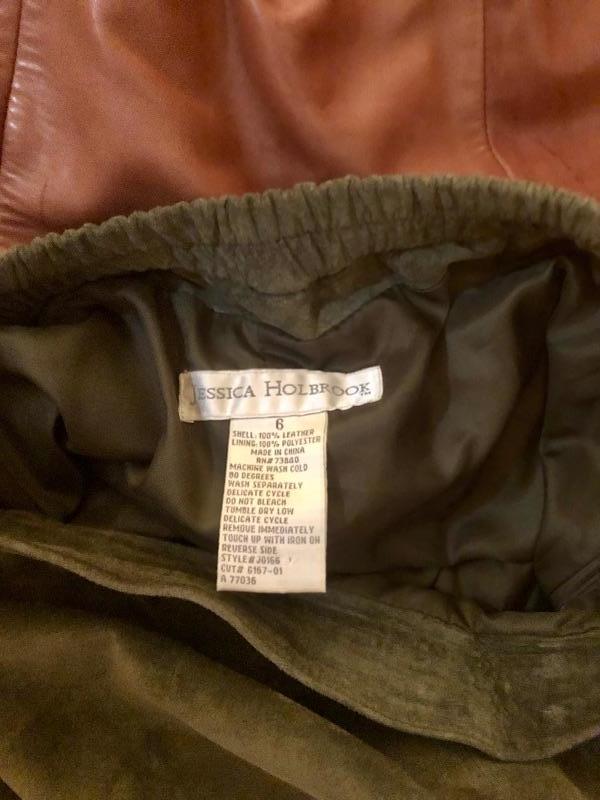 JESSICA HOLBROOK
6
SHELL: 100% LEATHER
LINING: 100% POLYESTER
MADE IN CHINA
RN# 73840
MACHINE WASH COLD
80 DEGREES
WASH SEPARATELY
DELICATE CYCLE
DO NOT BLEACH
TUMBLE DRY LOW
DELICATE CYCLE
REMOVE IMMEDIATELY
TOUCH UP WITH IRON ON
REVERSE SIDE
STYLE# J0166
CUT# 6167-01
A 77036